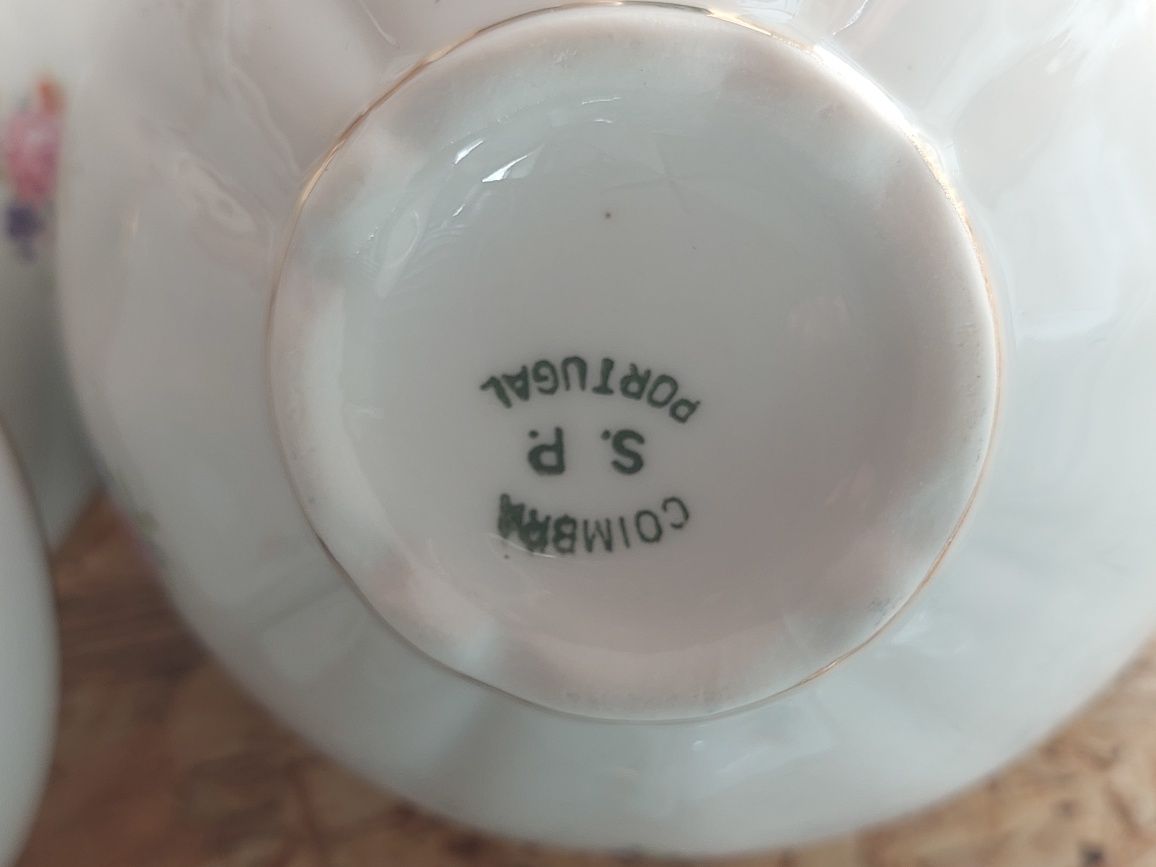 COIMBRA
S. P.
PORTUGAL